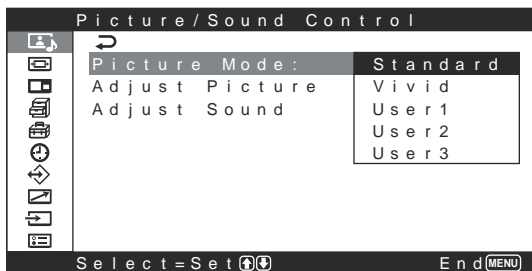 Picture/Sound Control
Picture Mode: Standard
Adjust Picture Vivid
Adjust Sound User1
User2
User3
Select=Set End MENU